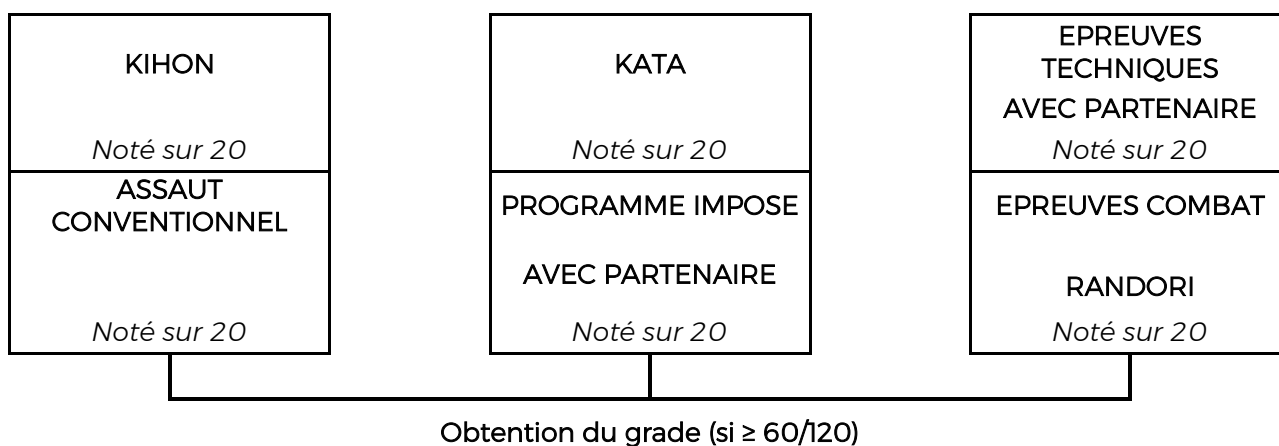 KIHON
Noté sur 20
ASSAUT
CONVENTIONNEL
Noté sur 20
KATA
Noté sur 20
PROGRAMME IMPOSE
AVEC PARTENAIRE
Noté sur 20
EPREUVES
TECHNIQUES
AVEC PARTENAIRE
Noté sur 20
EPREUVES COMBAT
RANDORI
Noté sur 20
Obtention du grade (si ≥ 60/120)